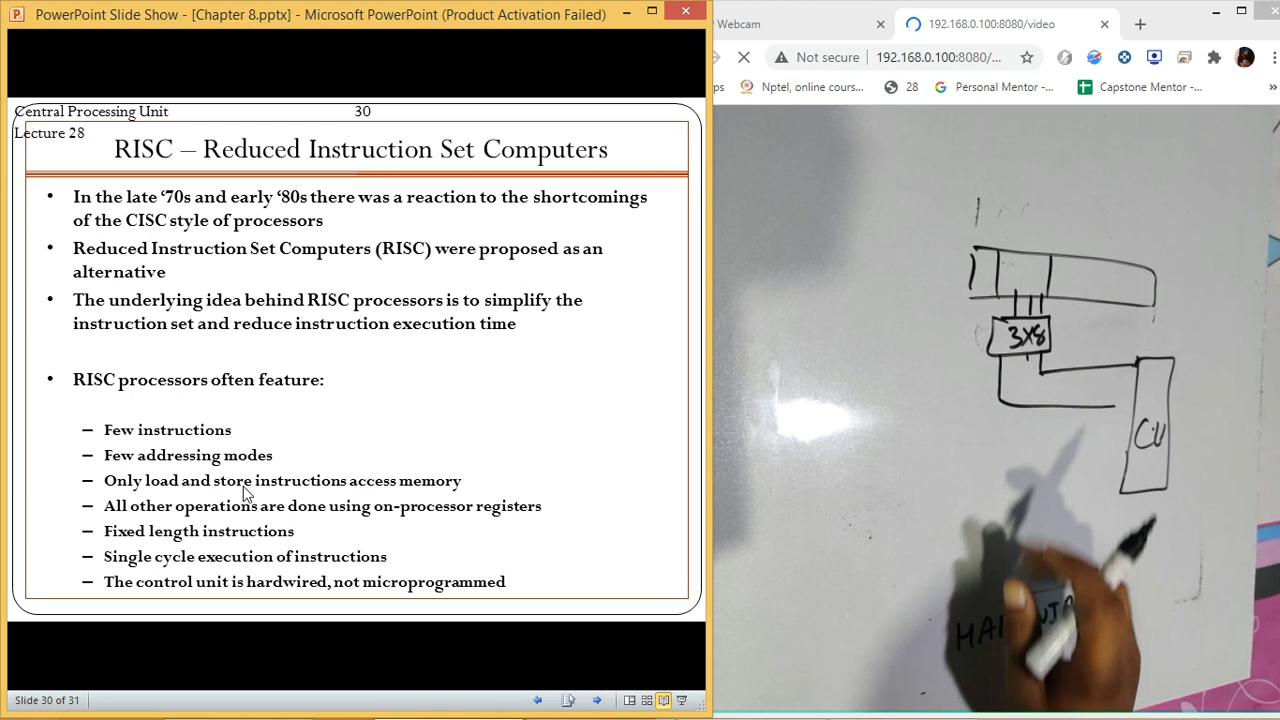 PowerPoint Slide Show - [Chapter 8.pptx] - Microsoft PowerPoint (Product Activation Failed)
Webcam
192.168.0.100:8080/video
Not secure
192.168.0.100:8080/...
Nptel, online cours...
28
Personal Mentor -...
Capstone Mentor -...
»
Central Processing Unit
30
Lecture 28
RISC – Reduced Instruction Set Computers
• In the late ‘70s and early ‘80s there was a reaction to the shortcomings
of the CISC style of processors
• Reduced Instruction Set Computers (RISC) were proposed as an
alternative
• The underlying idea behind RISC processors is to simplify the
instruction set and reduce instruction execution time
• RISC processors often feature:
– Few instructions
– Few addressing modes
– Only load and store instructions access memory
– All other operations are done using on-processor registers
– Fixed length instructions
– Single cycle execution of instructions
– The control unit is hardwired, not microprogrammed
3X8
CU
Slide 30 of 31